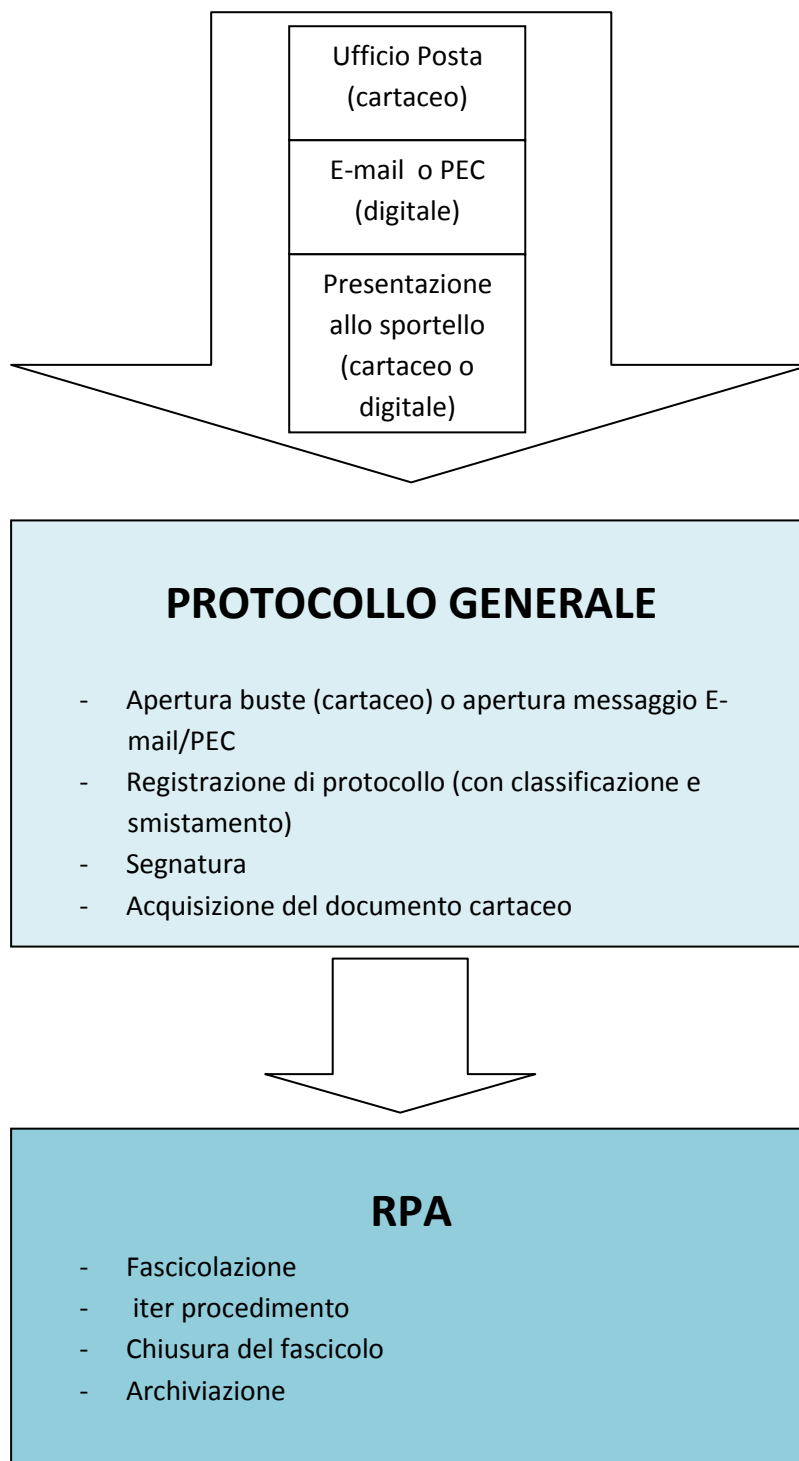 Ufficio Posta
(cartaceo)
E-mail o PEC
(digitale)
Presentazione
allo sportello
(cartaceo o
digitale)
PROTOCOLLO GENERALE
- Apertura buste (cartaceo) o apertura messaggio E-
mail/PEC
- Registrazione di protocollo (con classificazione e
smistamento)
- Segnatura
- Acquisizione del documento cartaceo
RPA
- Fascicolazione
- iter procedimento
- Chiusura del fascicolo
- Archiviazione